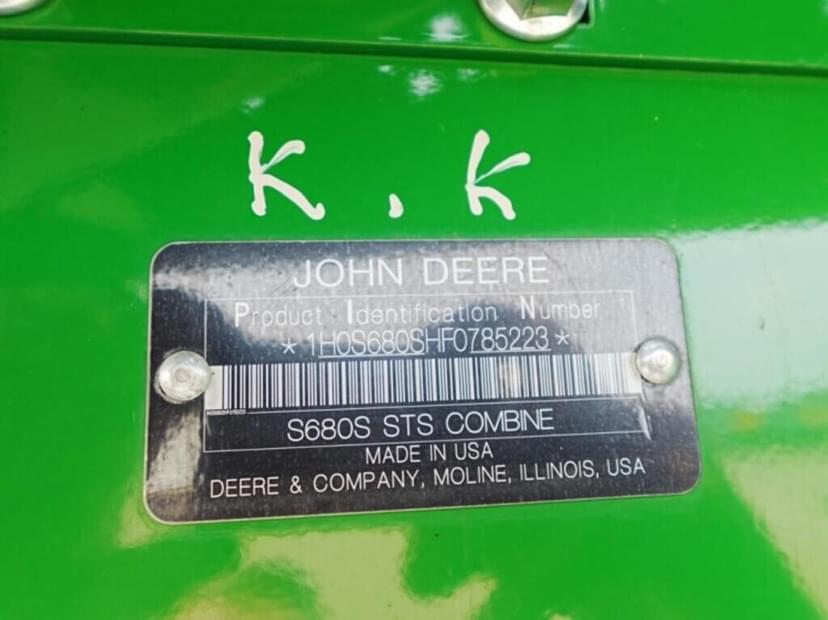 K.K
JOHN DEERE
Product Identification Number
*1H0S680SHF0785223*
S680S STS COMBINE
MADE IN USA
DEERE & COMPANY, MOLINE, ILLINOIS, USA